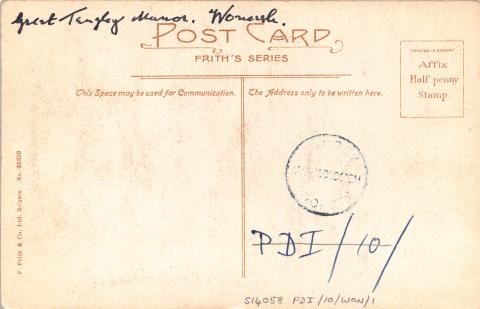 Great Tangley Manor. Wonersh.
POST CARD
FRITH'S SERIES
This Space may be used for Communication.
The Address only to be written here.
PRINTED IN SAXONY
Affix
Half penny
Stamp.
F. Frith & Co. Ltd. Reigate. No.
PDI/10/
S14058 PDI/10/WON/1